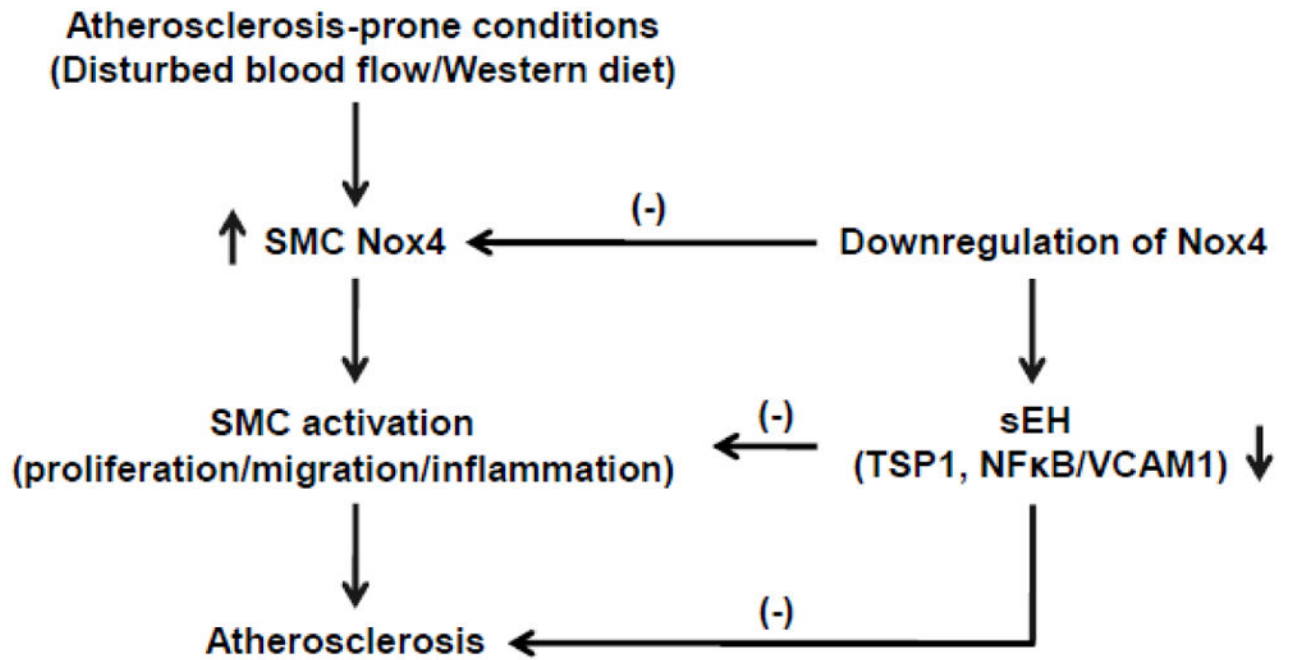 Atherosclerosis-prone conditions
(Disturbed blood flow/Western diet)
(-)
SMC Nox4
Downregulation of Nox4
SMC activation
(proliferation/migration/inflammation)
(-)
sEH
(TSP1, NFκB/VCAM1)
(-)
Atherosclerosis